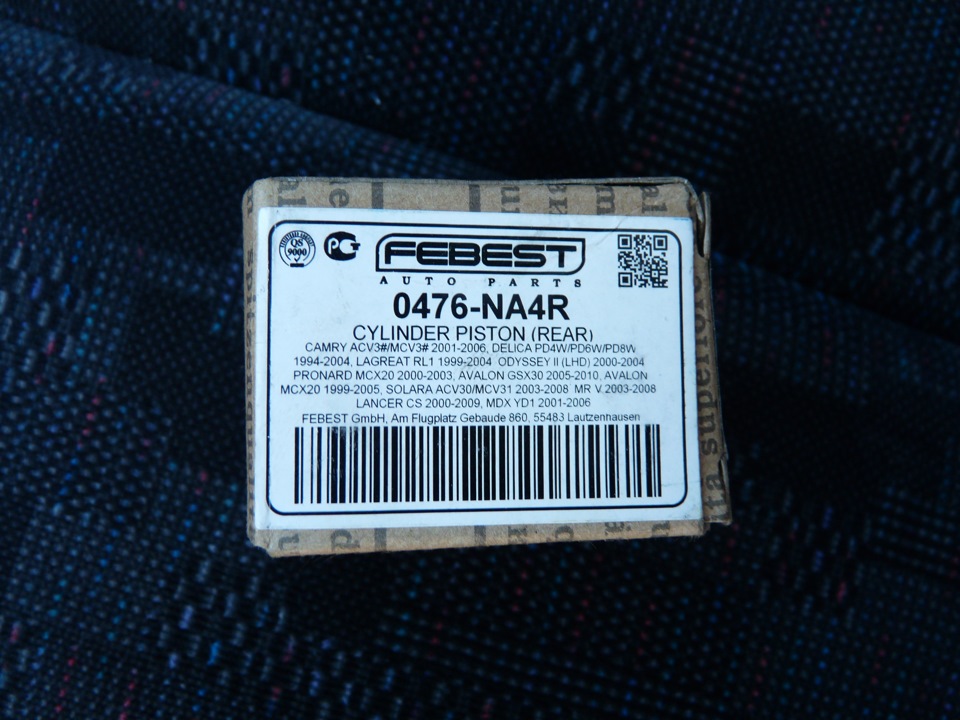 QS
9000
РСТ
FEBEST
AUTO PARTS
0476-NA4R
CYLINDER PISTON (REAR)
CAMRY ACV3#/MCV3# 2001-2006, DELICA PD4W/PD6W/PD8W
1994-2004, LAGREAT RL1 1999-2004 ODYSSEY II (LHD) 2000-2004
PRONARD MCX20 2000-2003, AVALON GSX30 2005-2010, AVALON
MCX20 1999-2005, SOLARA ACV30/MCV31 2003-2008 MR V 2003-2008
LANCER CS 2000-2009, MDX YD1 2001-2006
FEBEST GmbH, Am Flugplatz Gebaude 860, 55483 Lautzenhausen